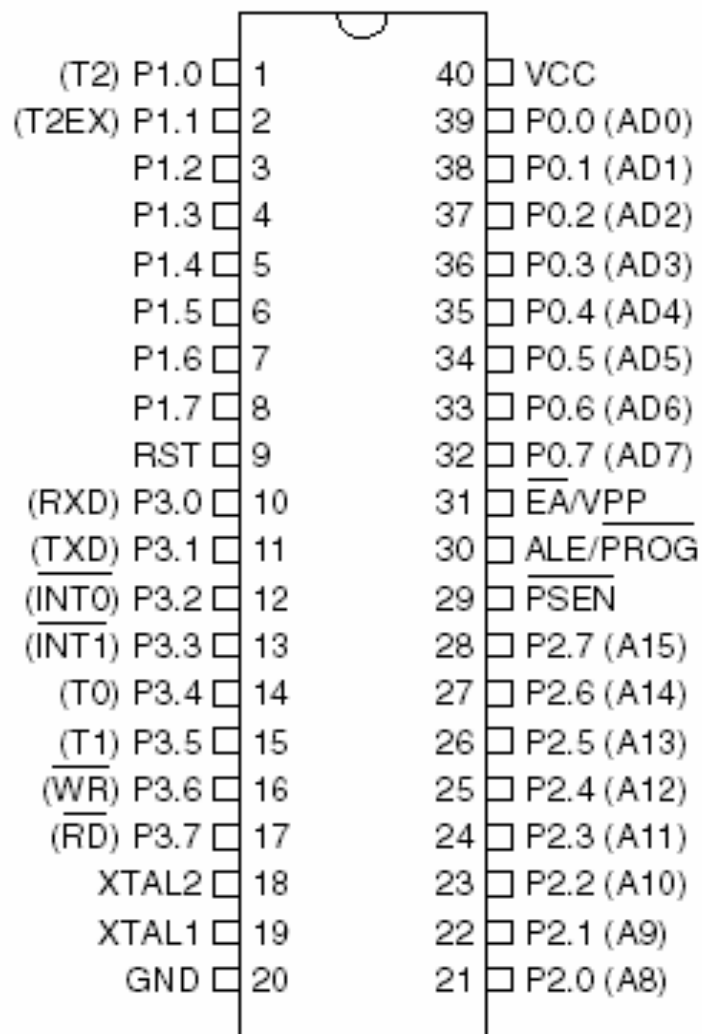 (T2) P1.0 1 40 VCC
(T2EX) P1.1 2 39 P0.0 (AD0)
P1.2 3 38 P0.1 (AD1)
P1.3 4 37 P0.2 (AD2)
P1.4 5 36 P0.3 (AD3)
P1.5 6 35 P0.4 (AD4)
P1.6 7 34 P0.5 (AD5)
P1.7 8 33 P0.6 (AD6)
RST 9 32 P0.7 (AD7)
(RXD) P3.0 10 31 E̅A̅/VPP
(TXD) P3.1 11 30 ALE/P̅R̅O̅G̅
(I̅N̅T̅0̅) P3.2 12 29 P̅S̅E̅N̅
(I̅N̅T̅1̅) P3.3 13 28 P2.7 (A15)
(T0) P3.4 14 27 P2.6 (A14)
(T1) P3.5 15 26 P2.5 (A13)
(W̅R̅) P3.6 16 25 P2.4 (A12)
(R̅D̅) P3.7 17 24 P2.3 (A11)
XTAL2 18 23 P2.2 (A10)
XTAL1 19 22 P2.1 (A9)
GND 20 21 P2.0 (A8)